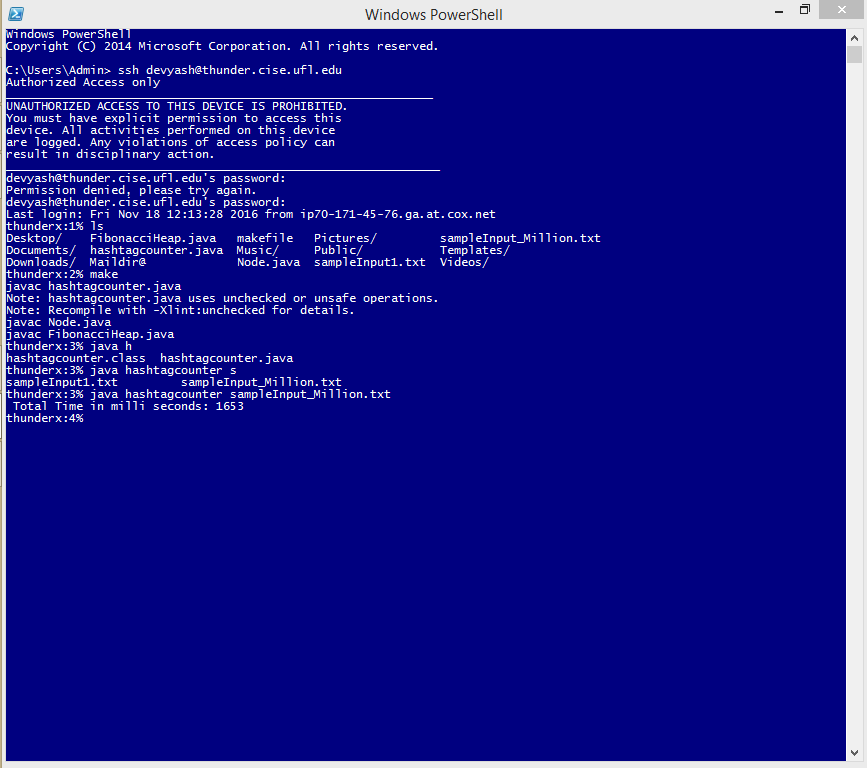 Windows PowerShell
Windows PowerShell
Copyright (C) 2014 Microsoft Corporation. All rights reserved.
C:\Users\Admin> ssh devyash@thunder.cise.ufl.edu
Authorized Access only
UNAUTHORIZED ACCESS TO THIS DEVICE IS PROHIBITED.
You must have explicit permission to access this
device. All activities performed on this device
are logged. Any violations of access policy can
result in disciplinary action.
devyash@thunder.cise.ufl.edu's password:
Permission denied, please try again.
devyash@thunder.cise.ufl.edu's password:
Last login: Fri Nov 18 12:13:28 2016 from ip70-171-45-76.ga.at.cox.net
thunderx:1% ls
Desktop/    FibonacciHeap.java   makefile   Pictures/         sampleInput_Million.txt
Documents/  hashtagcounter.java  Music/     Public/           Templates/
Downloads/  Maildir@             Node.java  sampleInput1.txt  Videos/
thunderx:2% make
javac hashtagcounter.java
Note: hashtagcounter.java uses unchecked or unsafe operations.
Note: Recompile with -Xlint:unchecked for details.
javac Node.java
javac FibonacciHeap.java
thunderx:3% java h
hashtagcounter.class  hashtagcounter.java
thunderx:3% java hashtagcounter s
sampleInput1.txt         sampleInput_Million.txt
thunderx:3% java hashtagcounter sampleInput_Million.txt
 Total Time in milli seconds: 1653
thunderx:4%